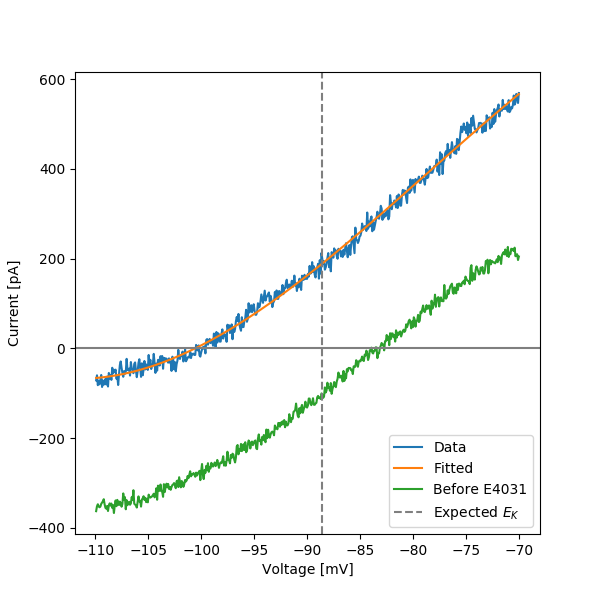 600
400
200
0
−200
−400
Current [pA]
−110 −105 −100 −95 −90 −85 −80 −75 −70
Voltage [mV]
Data
Fitted
Before E4031
Expected E_K